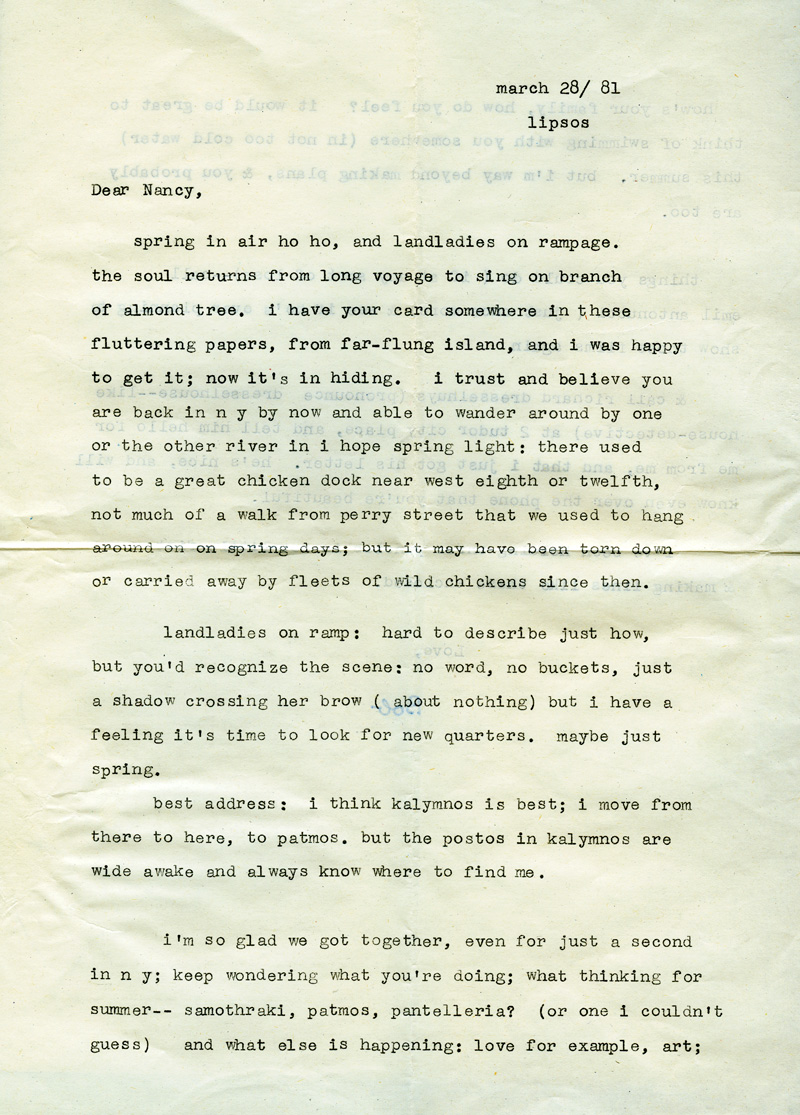 march 28/ 81
lipsos
Dear Nancy,
spring in air ho ho, and landladies on rampage.
the soul returns from long voyage to sing on branch
of almond tree. i have your card somewhere in these
fluttering papers, from far-flung island, and i was happy
to get it; now it's in hiding. i trust and believe you
are back in n y by now and able to wander around by one
or the other river in i hope spring light: there used
to be a great chicken dock near west eighth or twelfth,
not much of a walk from perry street that we used to hang
around on on spring days; but it may have been torn down
or carried away by fleets of wild chickens since then.
landladies on ramp: hard to describe just how,
but you'd recognize the scene: no word, no buckets, just
a shadow crossing her brow ( about nothing) but i have a
feeling it's time to look for new quarters. maybe just
spring.
best address: i think kalymnos is best; i move from
there to here, to patmos. but the postos in kalymnos are
wide awake and always know where to find me.
i'm so glad we got together, even for just a second
in n y; keep wondering what you're doing; what thinking for
summer-- samothraki, patmos, pantelleria? (or one i couldn't
guess) and what else is happening: love for example, art;